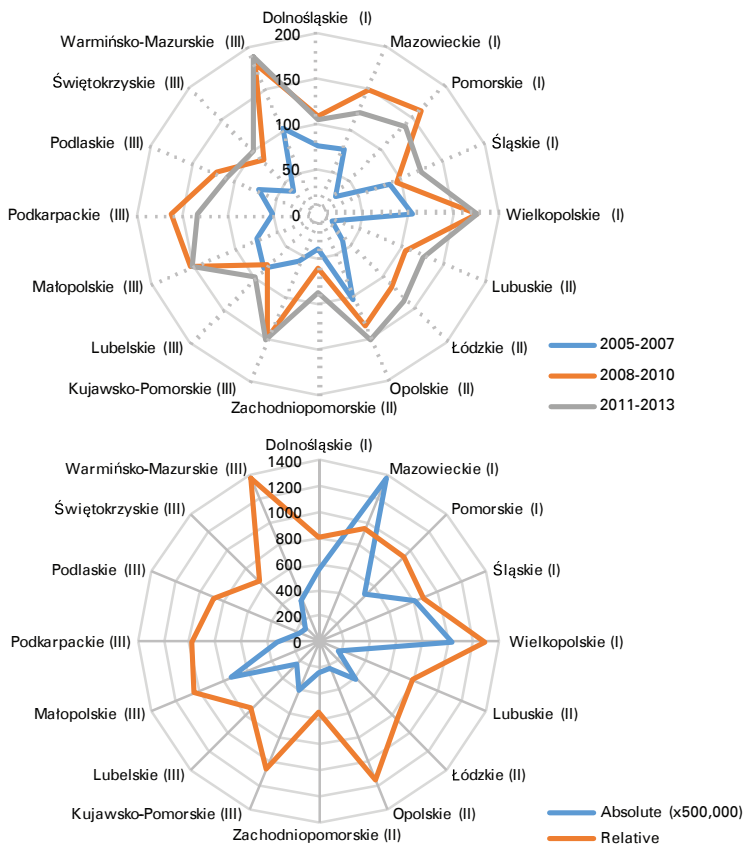 Dolnośląskie (I)
200
Warmińsko-Mazurskie (III)
Mazowieckie (I)
Świętokrzyskie (III)
150
Pomorskie (I)
100
Podlaskie (III)
Śląskie (I)
50
Podkarpackie (III)
0
Wielkopolskie (I)
Małopolskie (III)
Lubuskie (II)
Lubelskie (III)
Łódzkie (II)
Kujawsko-Pomorskie (III)
Opolskie (II)
Zachodniopomorskie (II)
2005-2007
2008-2010
2011-2013
Dolnośląskie (I)
1400
Warmińsko-Mazurskie (III)
Mazowieckie (I)
1200
Świętokrzyskie (III)
1000
Pomorskie (I)
800
Podlaskie (III)
600
Śląskie (I)
400
200
Podkarpackie (III)
0
Wielkopolskie (I)
Małopolskie (III)
Lubuskie (II)
Lubelskie (III)
Łódzkie (II)
Kujawsko-Pomorskie (III)
Opolskie (II)
Zachodniopomorskie (II)
Absolute (x500,000)
Relative